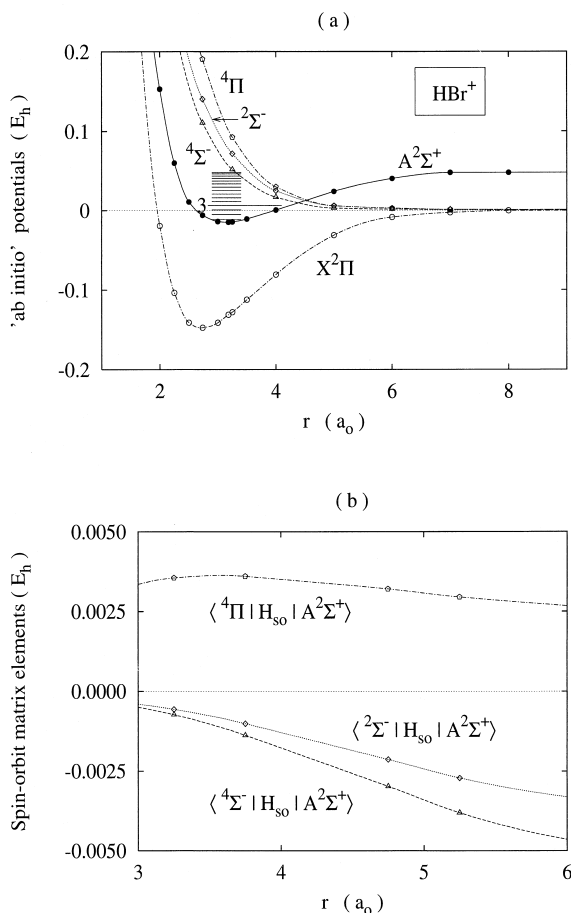 (a)
0.2
0.1
0
-0.1
-0.2
'ab initio' potentials (Eₕ)
⁴Π
²Σ⁻
⁴Σ⁻
HBr⁺
A²Σ⁺
3
X²Π
2 4 6 8
r (aₒ)
(b)
0.0050
0.0025
0.0000
-0.0025
-0.0050
Spin-orbit matrix elements (Eₕ)
⟨⁴Π|Hₛₒ|A²Σ⁺⟩
⟨²Σ⁻|Hₛₒ|A²Σ⁺⟩
⟨⁴Σ⁻|Hₛₒ|A²Σ⁺⟩
3 4 5 6
r (aₒ)